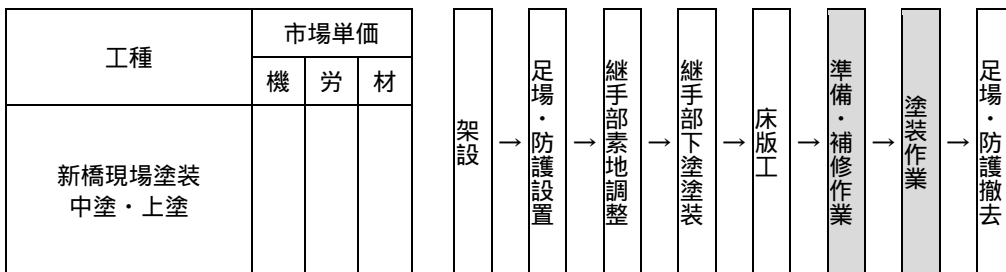 工種
市場単価
機
労
材
新橋現場塗装
中塗・上塗
架設
→
足場・防護設置
→
継手部素地調整
→
継手部下塗塗装
→
床版工
→
準備・補修作業
→
塗装作業
→
足場・防護撤去